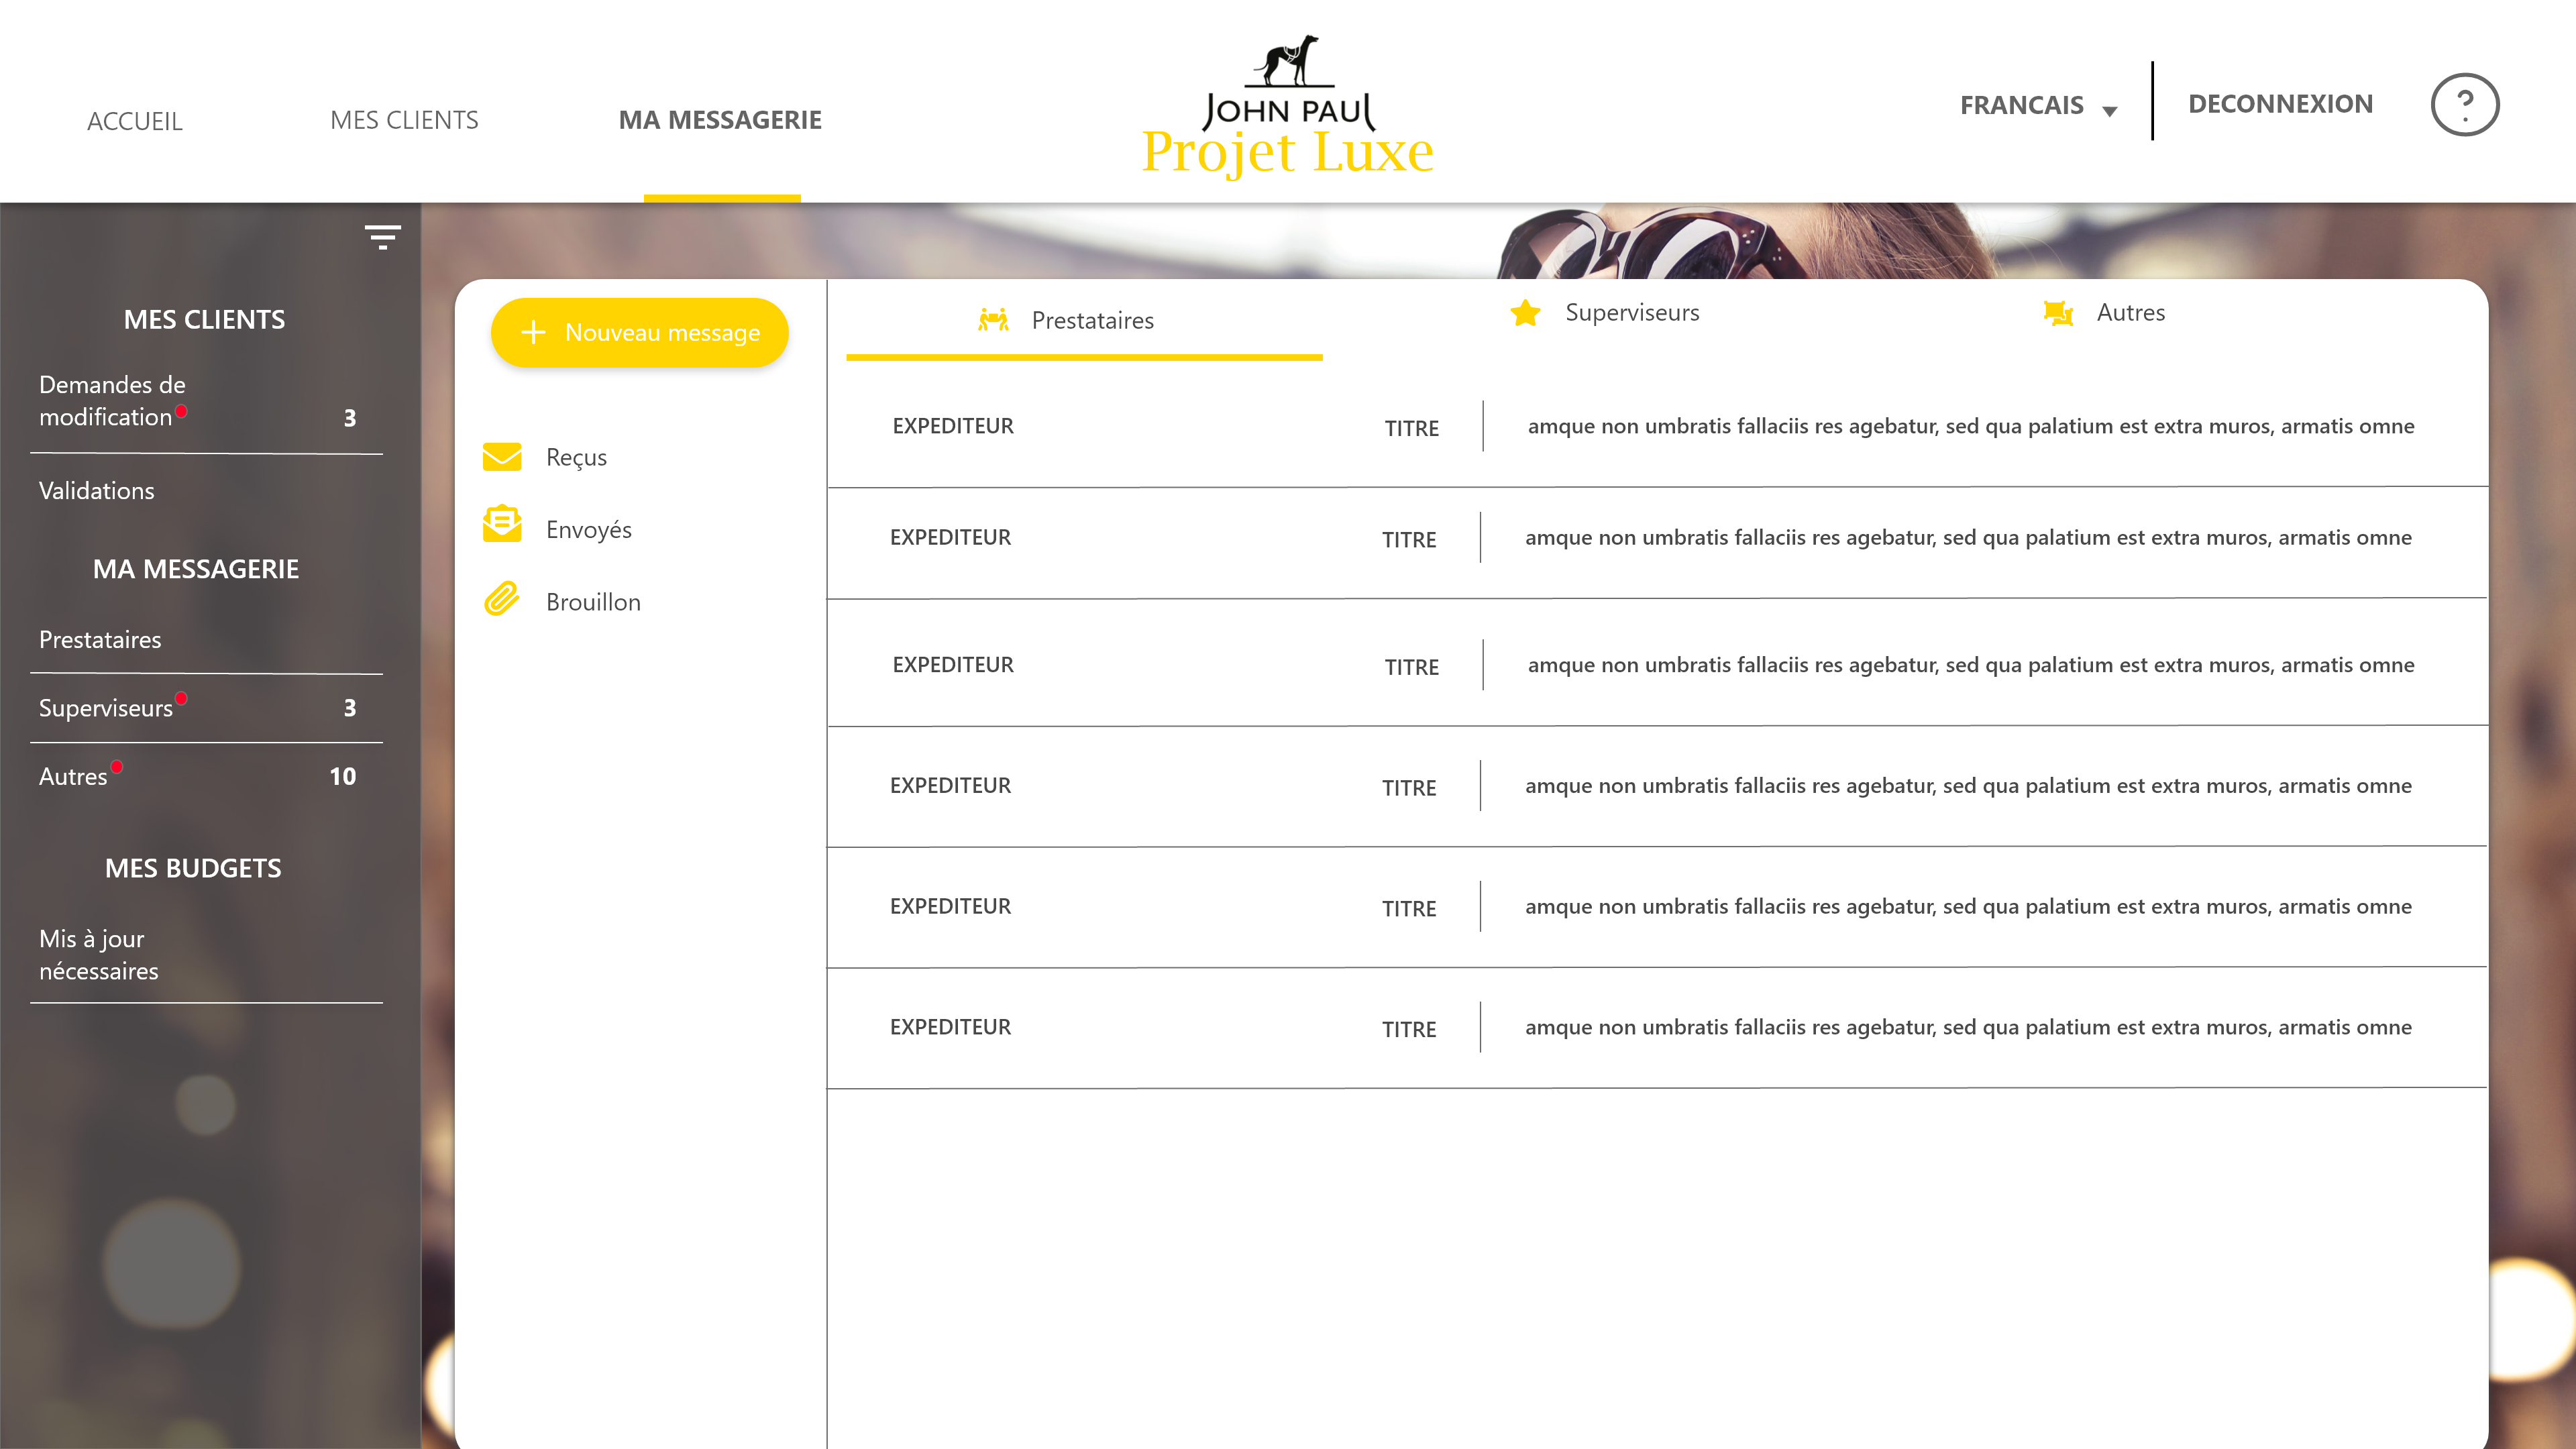 ACCUEIL
MES CLIENTS
MA MESSAGERIE
JOHN PAUL
Projet Luxe
FRANCAIS
DECONNEXION
?
MES CLIENTS
Demandes de
modification 3
Validations
MA MESSAGERIE
Prestataires
Superviseurs 3
Autres 10
MES BUDGETS
Mis à jour
nécessaires
+ Nouveau message
Reçus
Envoyés
Brouillon
Prestataires
Superviseurs
Autres
EXPEDITEUR TITRE amque non umbratis fallaciis res agebatur, sed qua palatium est extra muros, armatis omne
EXPEDITEUR TITRE amque non umbratis fallaciis res agebatur, sed qua palatium est extra muros, armatis omne
EXPEDITEUR TITRE amque non umbratis fallaciis res agebatur, sed qua palatium est extra muros, armatis omne
EXPEDITEUR TITRE amque non umbratis fallaciis res agebatur, sed qua palatium est extra muros, armatis omne
EXPEDITEUR TITRE amque non umbratis fallaciis res agebatur, sed qua palatium est extra muros, armatis omne
EXPEDITEUR TITRE amque non umbratis fallaciis res agebatur, sed qua palatium est extra muros, armatis omne